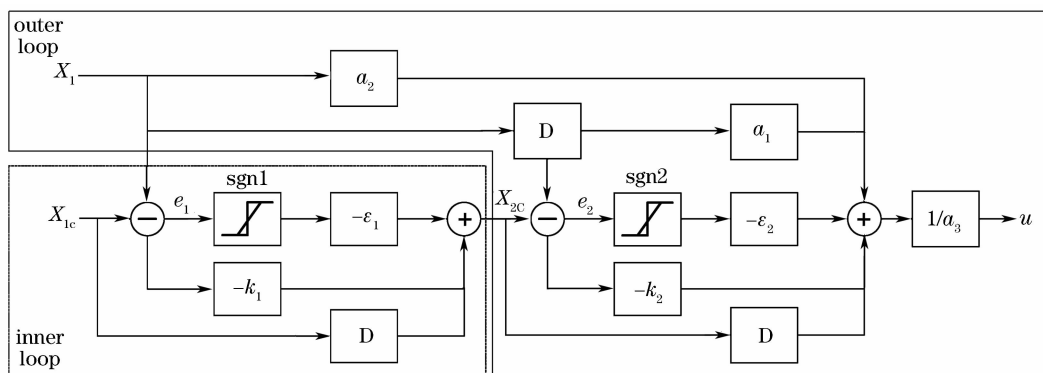 outer
loop
X₁
a₂
D
a₁
sgn1
sgn2
X₁c
−
e₁
−ε₁
+
X₂C
−
e₂
−ε₂
+
1/a₃
u
−k₁
−k₂
D
D
inner
loop